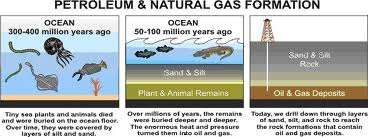 PETROLEUM & NATURAL GAS FORMATION
OCEAN
300-400 million years ago
Tiny sea plants and animals died
and were buried on the ocean floor.
Over time, they were covered by
layers of silt and sand.
OCEAN
50-100 million years ago
Sand & Silt
Plant & Animal Remains
Over millions of years, the remains
were buried deeper and deeper.
The enormous heat and pressure
turned them into oil and gas.
Sand & Silt
Rock
Oil & Gas Deposits
Today, we drill down through layers
of sand, silt, and rock to reach
the rock formations that contain
oil and gas deposits.